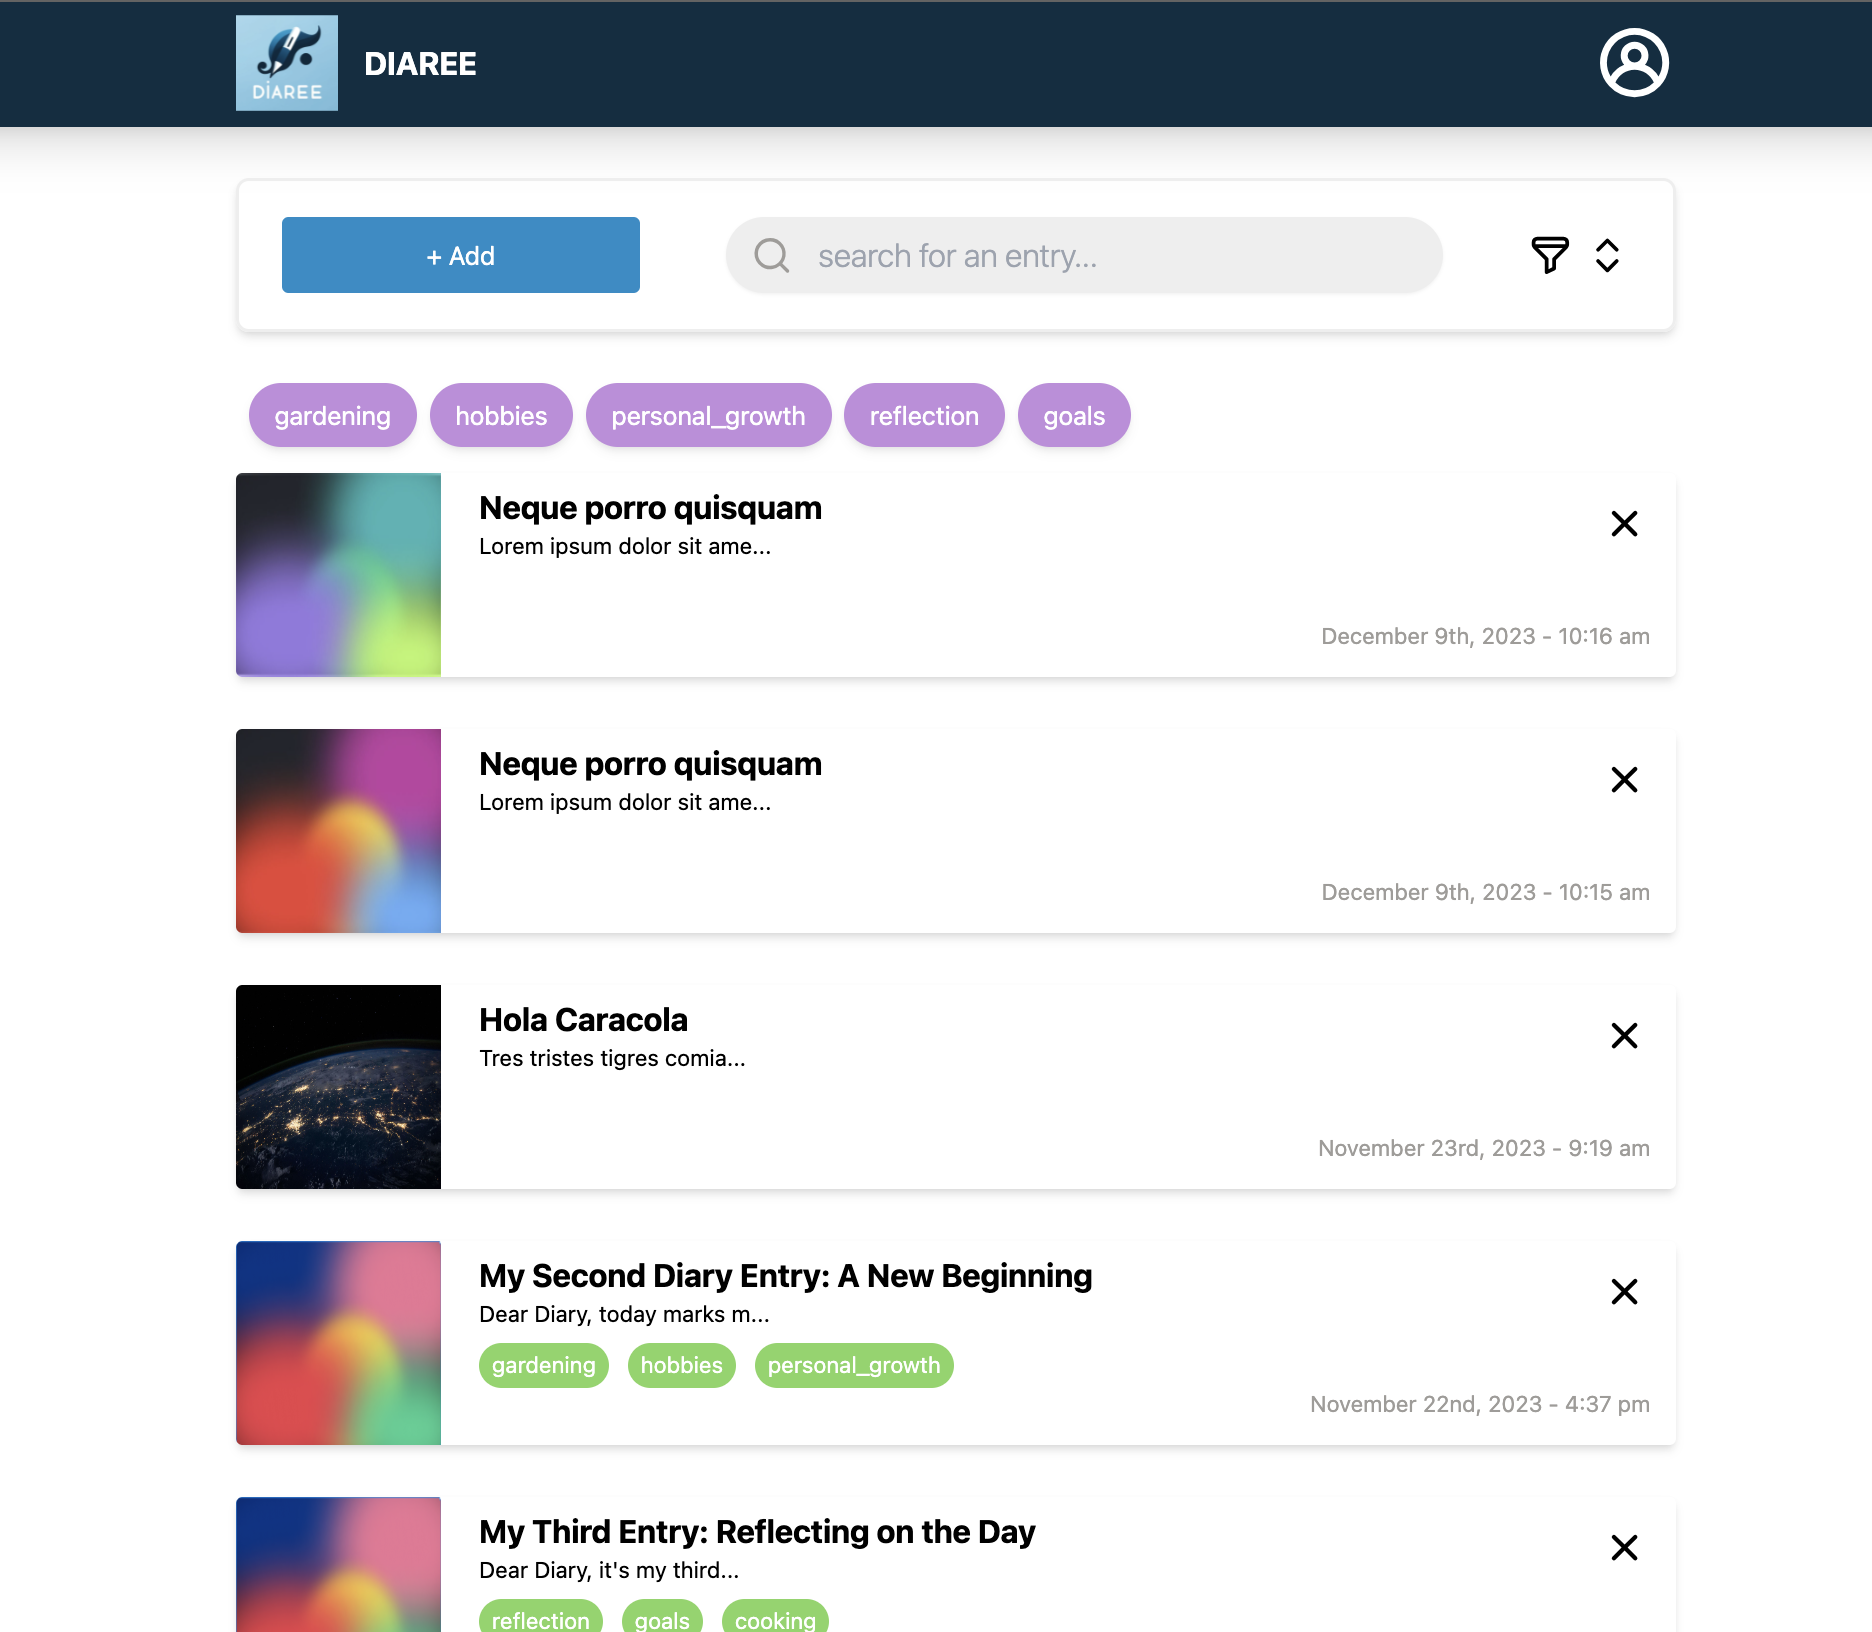 DIAREE
DIAREE
+ Add
search for an entry...
gardening hobbies personal_growth reflection goals
Neque porro quisquam
Lorem ipsum dolor sit ame...
December 9th, 2023 - 10:16 am
Neque porro quisquam
Lorem ipsum dolor sit ame...
December 9th, 2023 - 10:15 am
Hola Caracola
Tres tristes tigres comia...
November 23rd, 2023 - 9:19 am
My Second Diary Entry: A New Beginning
Dear Diary, today marks m...
gardening hobbies personal_growth
November 22nd, 2023 - 4:37 pm
My Third Entry: Reflecting on the Day
Dear Diary, it's my third...
reflection goals cooking